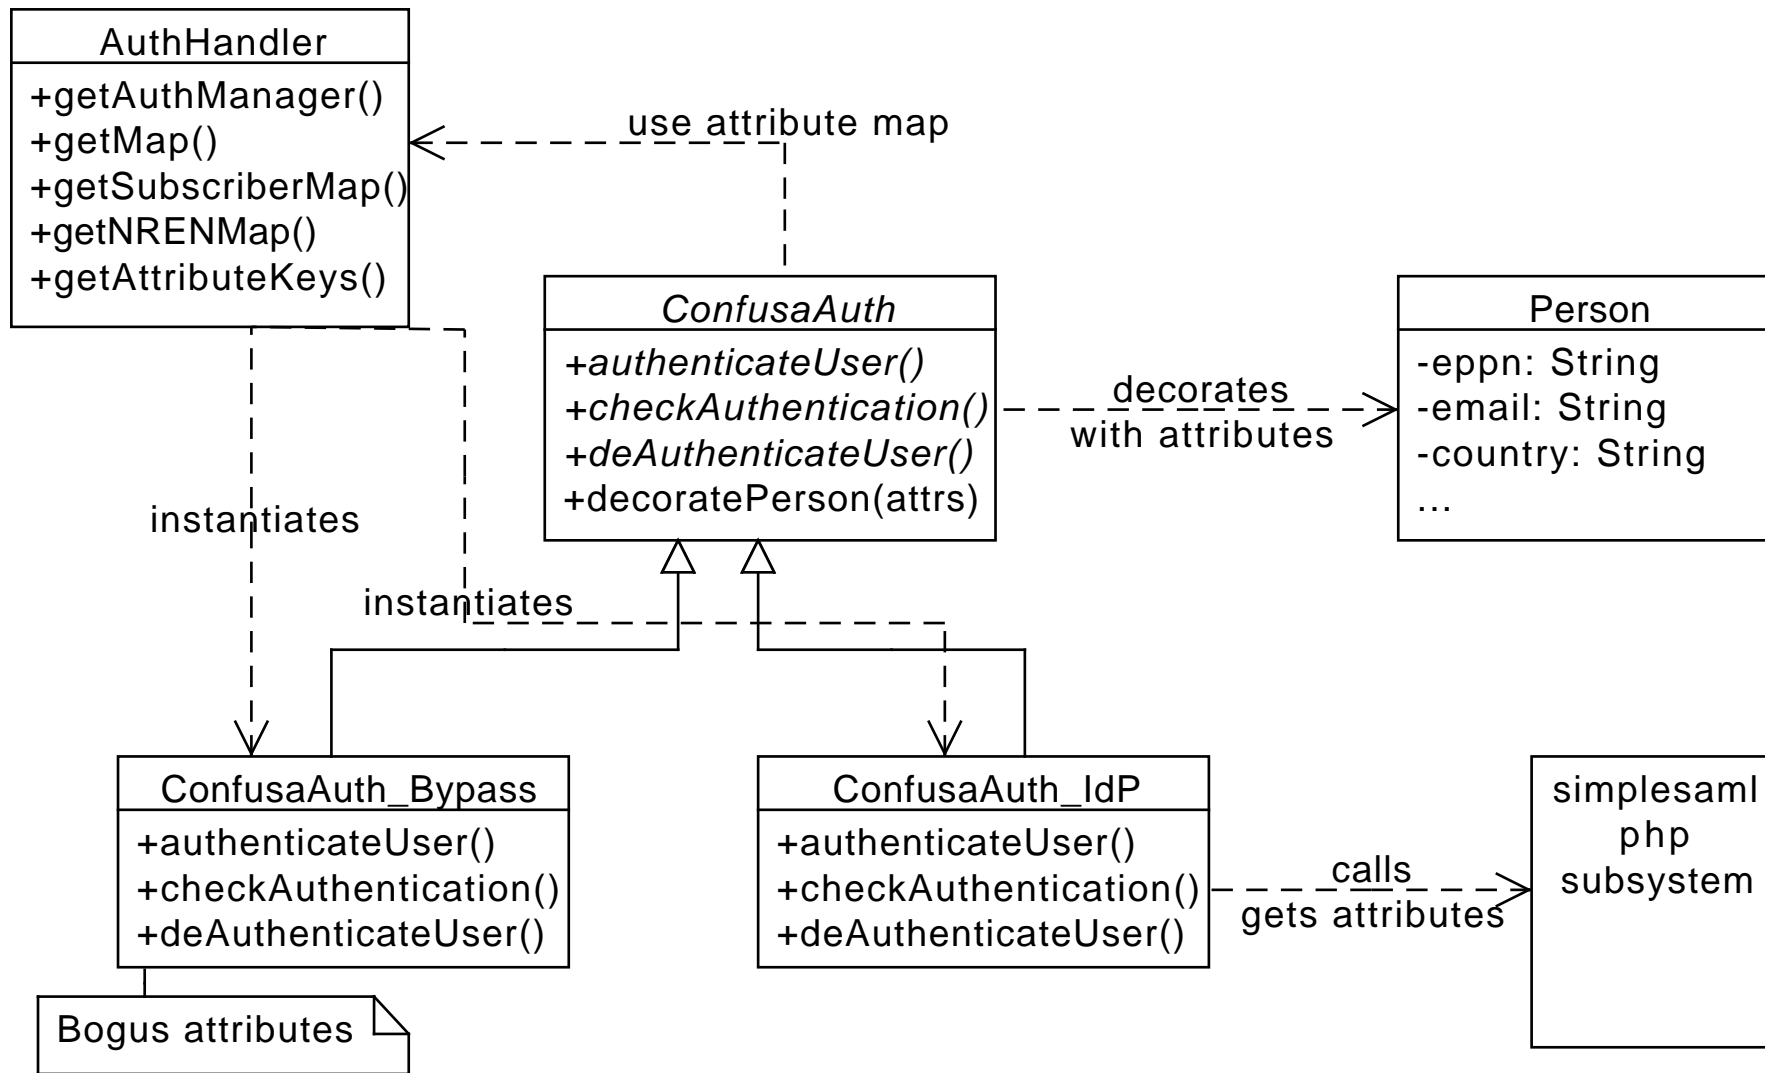 AuthHandler
+getAuthManager()
+getMap()
+getSubscriberMap()
+getNRENMap()
+getAttributeKeys()
use attribute map
ConfusaAuth
+authenticateUser()
+checkAuthentication()
+deAuthenticateUser()
+decoratePerson(attrs)
decorates
with attributes
Person
-eppn: String
-email: String
-country: String
...
instantiates
instantiates
ConfusaAuth_Bypass
+authenticateUser()
+checkAuthentication()
+deAuthenticateUser()
Bogus attributes
ConfusaAuth_IdP
+authenticateUser()
+checkAuthentication()
+deAuthenticateUser()
calls
gets attributes
simplesaml
php
subsystem